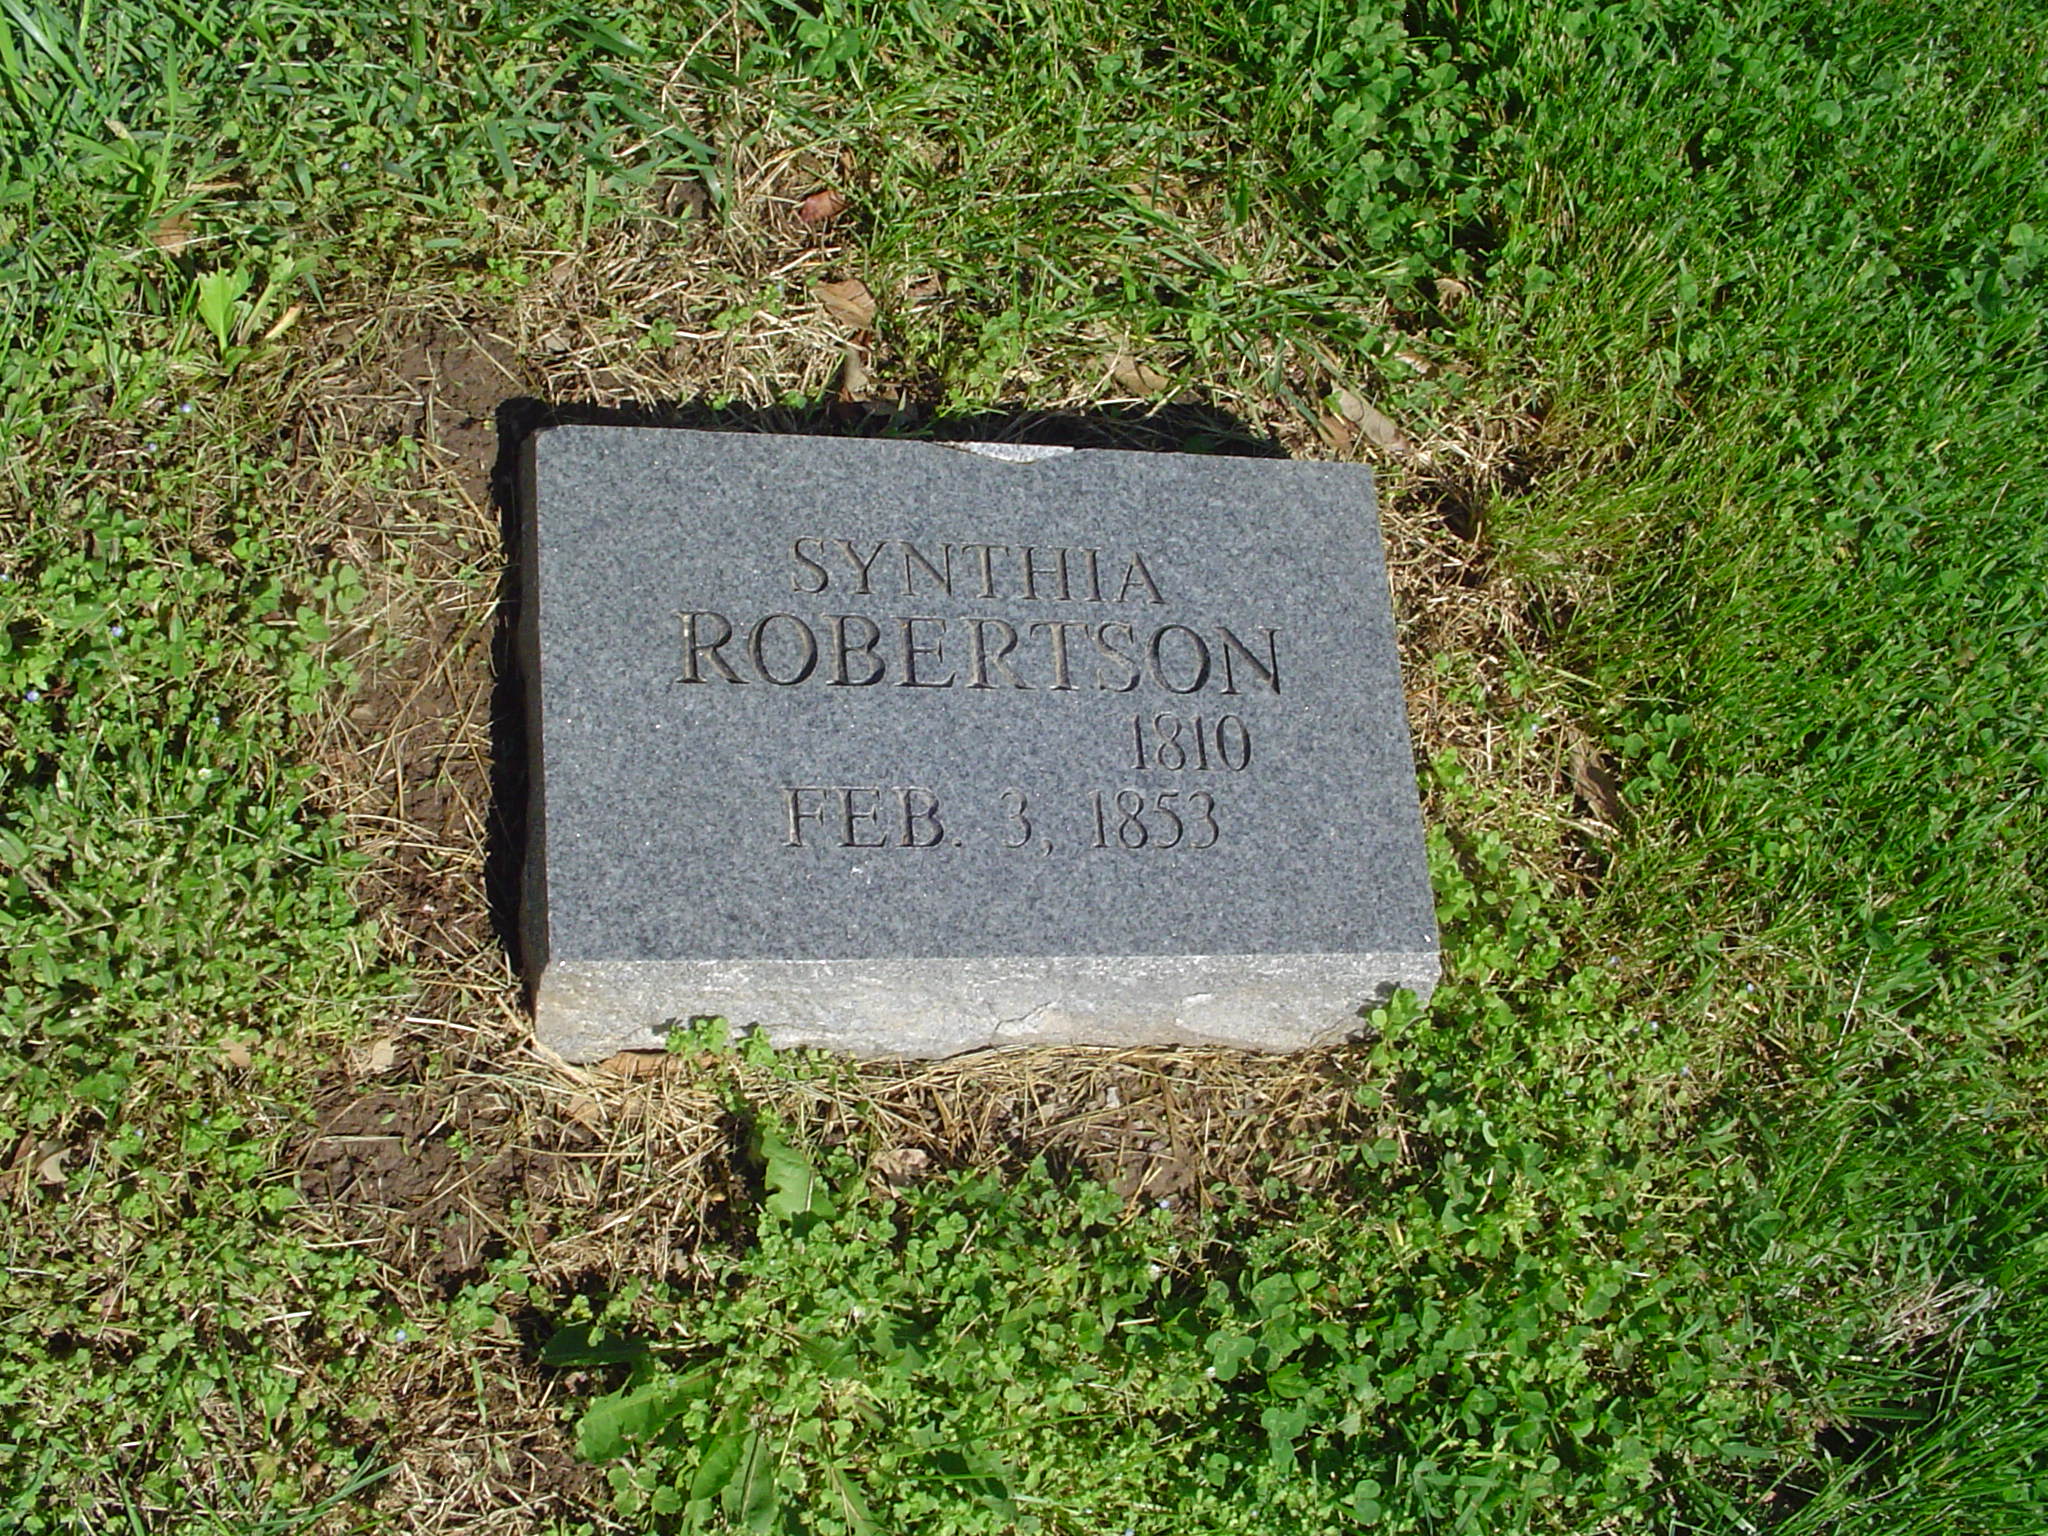 SYNTHIA
ROBERTSON
1810
FEB. 3, 1853